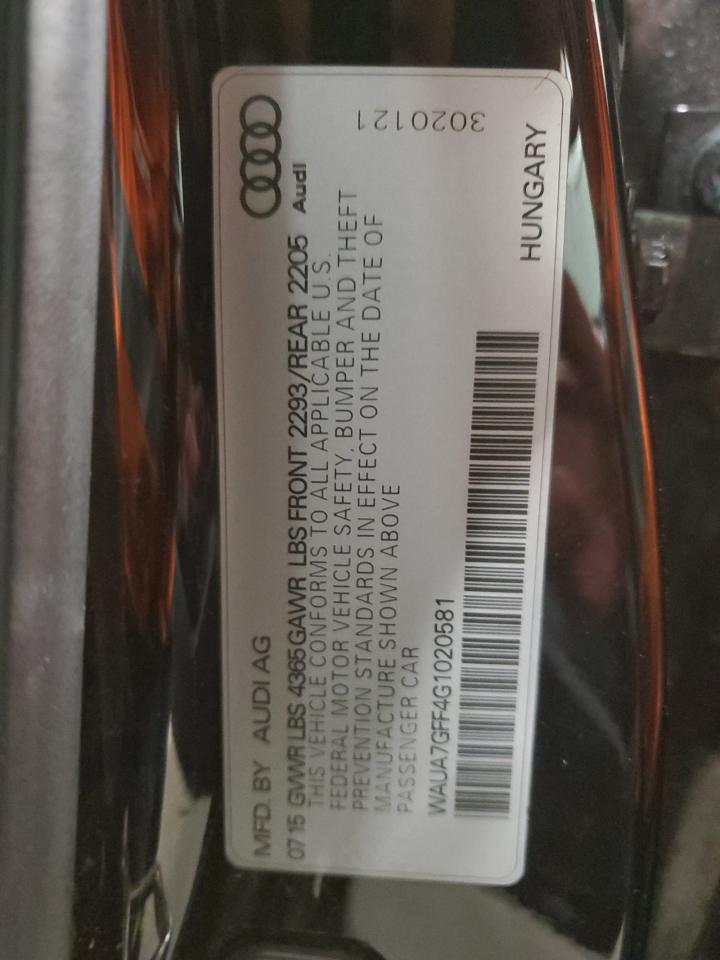 MFD. BY AUDI AG
Audi
07 15 GVWR LBS 4365 GAWR LBS FRONT 2293/REAR 2205
THIS VEHICLE CONFORMS TO ALL APPLICABLE U.S.
FEDERAL MOTOR VEHICLE SAFETY, BUMPER AND THEFT
PREVENTION STANDARDS IN EFFECT ON THE DATE OF
MANUFACTURE SHOWN ABOVE
PASSENGER CAR
3020121
WAUA7GFF4G1020581
HUNGARY